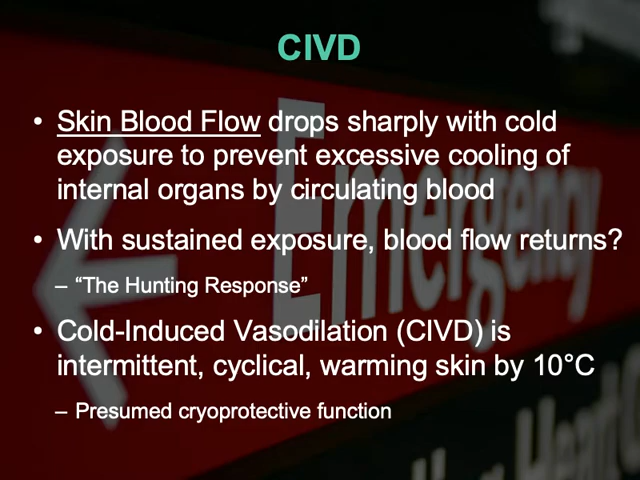 CIVD
• Skin Blood Flow drops sharply with cold
exposure to prevent excessive cooling of
internal organs by circulating blood
• With sustained exposure, blood flow returns?
– “The Hunting Response”
• Cold-Induced Vasodilation (CIVD) is
intermittent, cyclical, warming skin by 10°C
– Presumed cryoprotective function
Emergency